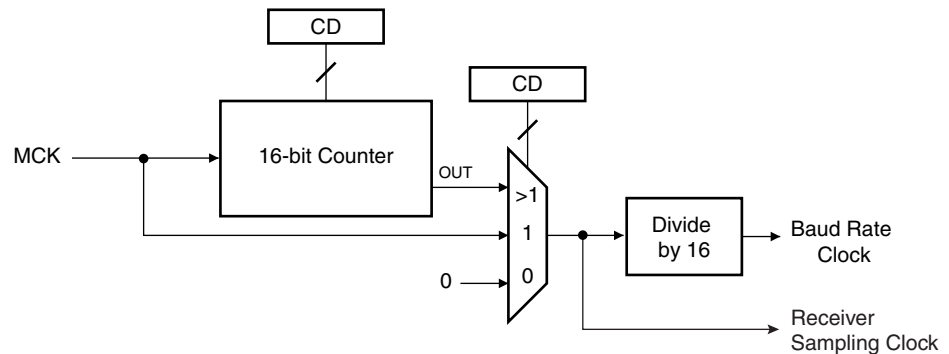 CD
CD
MCK
16-bit Counter
OUT
>1
1
0
0
Divide
by 16
Baud Rate
Clock
Receiver
Sampling Clock